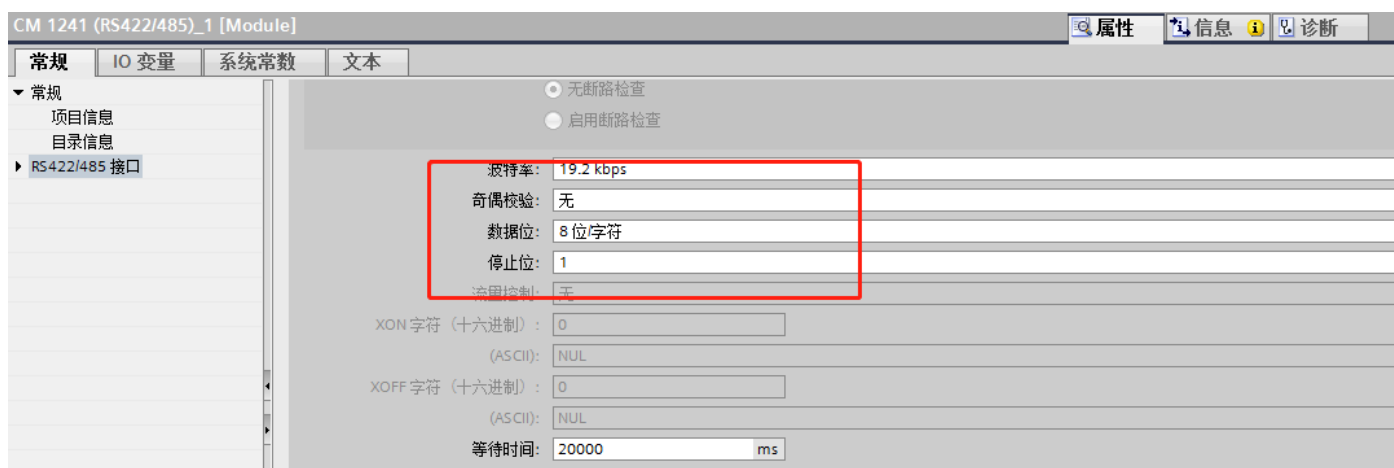 CM 1241 (RS422/485)_1 [Module]
属性 信息 诊断
常规 IO 变量 系统常数 文本
常规
项目信息
目录信息
RS422/485 接口
无断路检查
启用断路检查
波特率: 19.2 kbps
奇偶校验: 无
数据位: 8 位/字符
停止位: 1
流量控制: 无
XON 字符（十六进制）: 0
(ASCII): NUL
XOFF 字符（十六进制）: 0
(ASCII): NUL
等待时间: 20000 ms